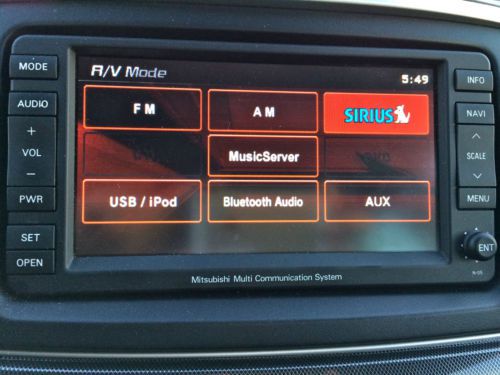 MODE
A/V Mode
5:49
INFO
AUDIO
FM
AM
SIRIUS
NAVI
+
VOL
−
MusicServer
SCALE
PWR
USB / iPod
Bluetooth Audio
AUX
MENU
SET
OPEN
ENT
Mitsubishi Multi Communication System